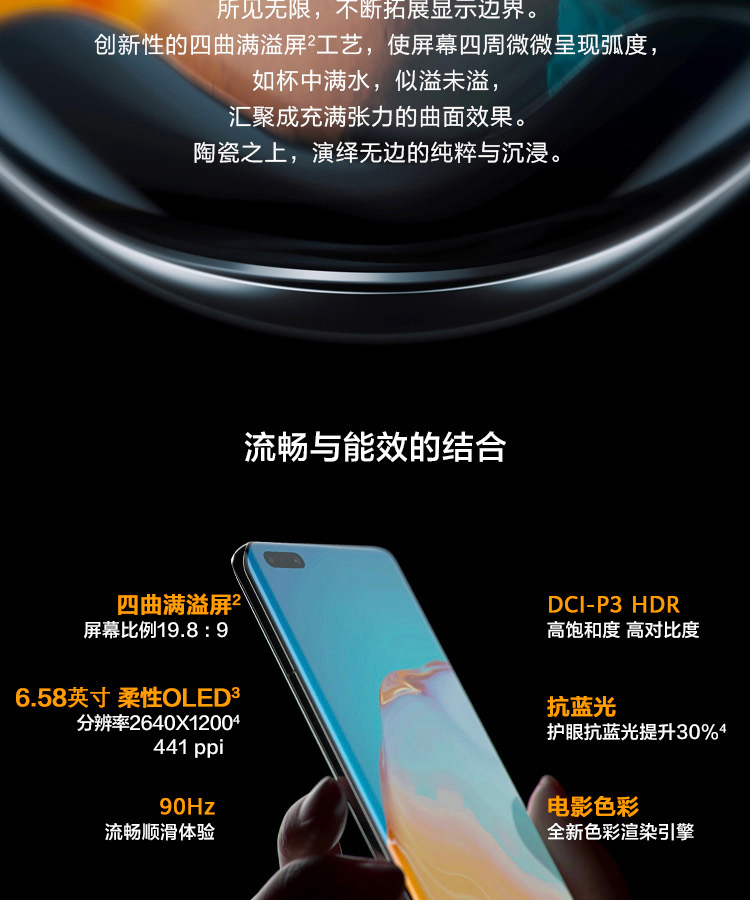 所见无限，不断拓展显示边界。
创新性的四曲满溢屏²工艺，使屏幕四周微微呈现弧度，
如杯中满水，似溢未溢，
汇聚成充满张力的曲面效果。
陶瓷之上，演绎无边的纯粹与沉浸。
流畅与能效的结合
四曲满溢屏²
屏幕比例19.8：9
6.58英寸 柔性OLED³
分辨率2640X1200⁴
441 ppi
90Hz
流畅顺滑体验
DCI-P3 HDR
高饱和度 高对比度
抗蓝光
护眼抗蓝光提升30%⁴
电影色彩
全新色彩渲染引擎